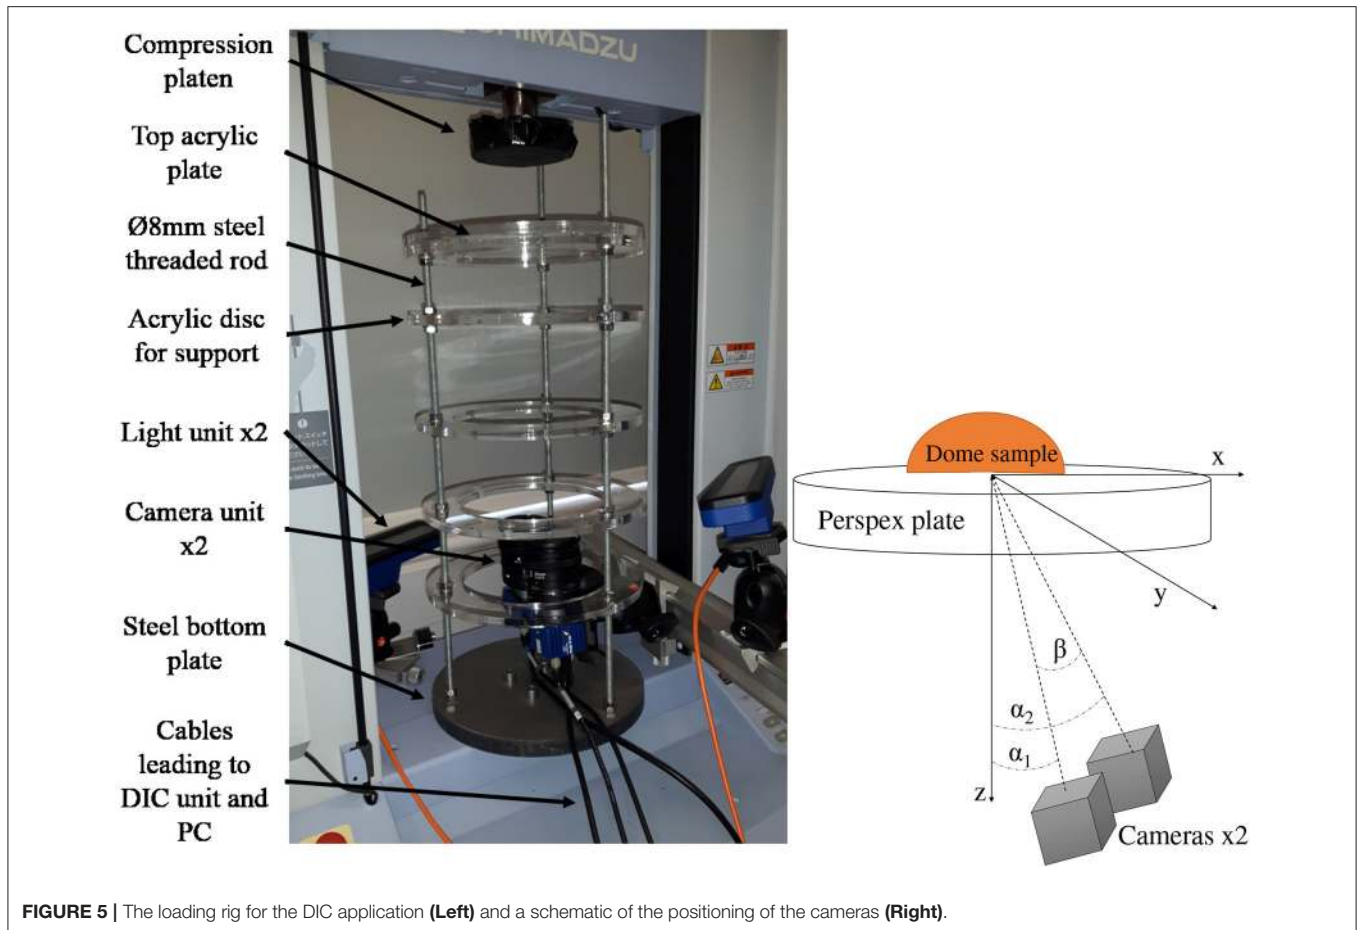 SHIMADZU
Compression
platen
Top acrylic
plate
Ø8mm steel
threaded rod
Acrylic disc
for support
Light unit x2
Camera unit
x2
Steel bottom
plate
Cables
leading to
DIC unit and
PC
Dome sample
x
Perspex plate
y
β
α₂
α₁
z
Cameras x2
FIGURE 5 | The loading rig for the DIC application (Left) and a schematic of the positioning of the cameras (Right).